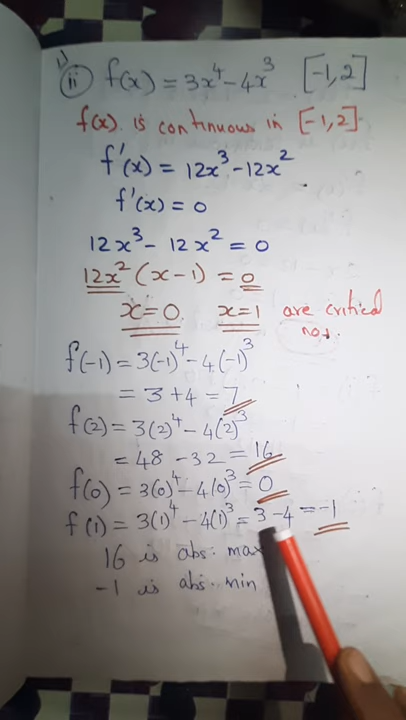 1)
ii f(x) = 3x⁴ - 4x³ [-1,2]
f(x) is continuous in [-1,2]
f'(x) = 12x³ - 12x²
f'(x) = 0
12x³ - 12x² = 0
12x² (x-1) = 0
x=0. x=1 are critical
nos.
f(-1) = 3(-1)⁴ - 4(-1)³
= 3 + 4 = 7
f(2) = 3(2)⁴ - 4(2)³
= 48 - 32 = 16
f(0) = 3(0)⁴ - 4(0)³ = 0
f(1) = 3(1)⁴ - 4(1)³ = 3 - 4 = -1
16 is abs. max
-1 is abs. min